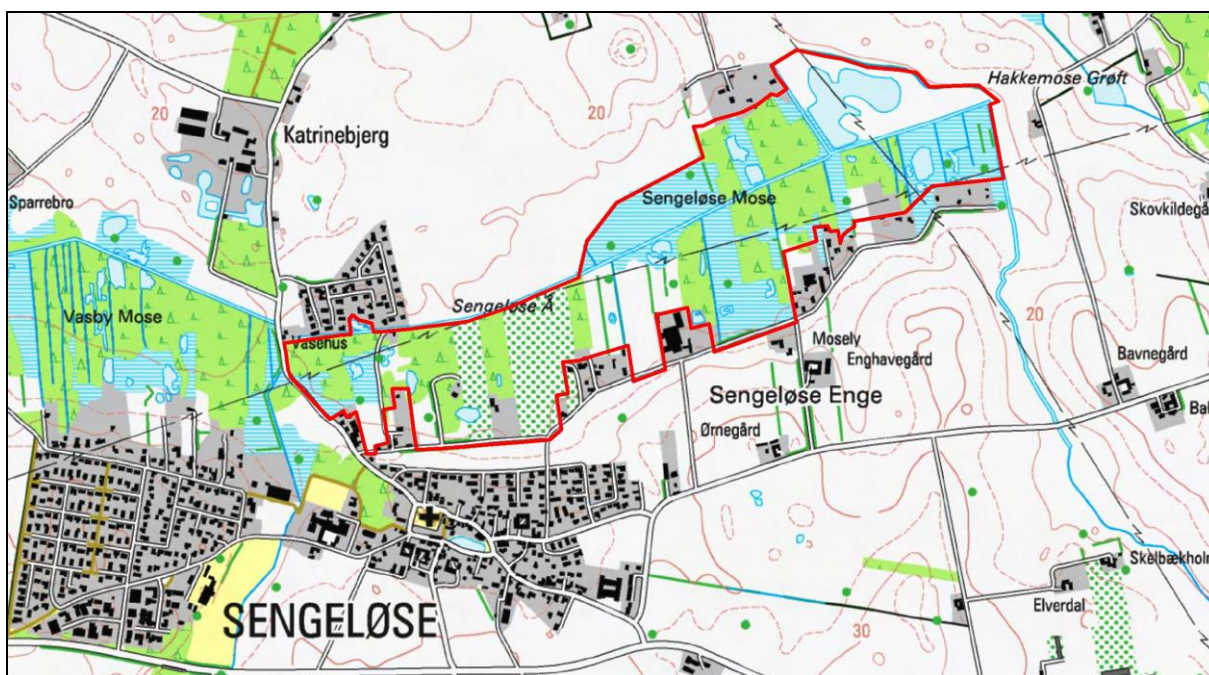 Hakkemose Grøft
20
20
Katrinebjerg
Sparrebro
Sengeløse Mose
Skovkildegå
Sengeløse Å
Vasby Mose
Vasehus
20
Mosely
Enghavegård
Bavnegård
Sengeløse Enge
Bal
Ørnegård
Skelbækholm
Elverdal
SENGELØSE
30